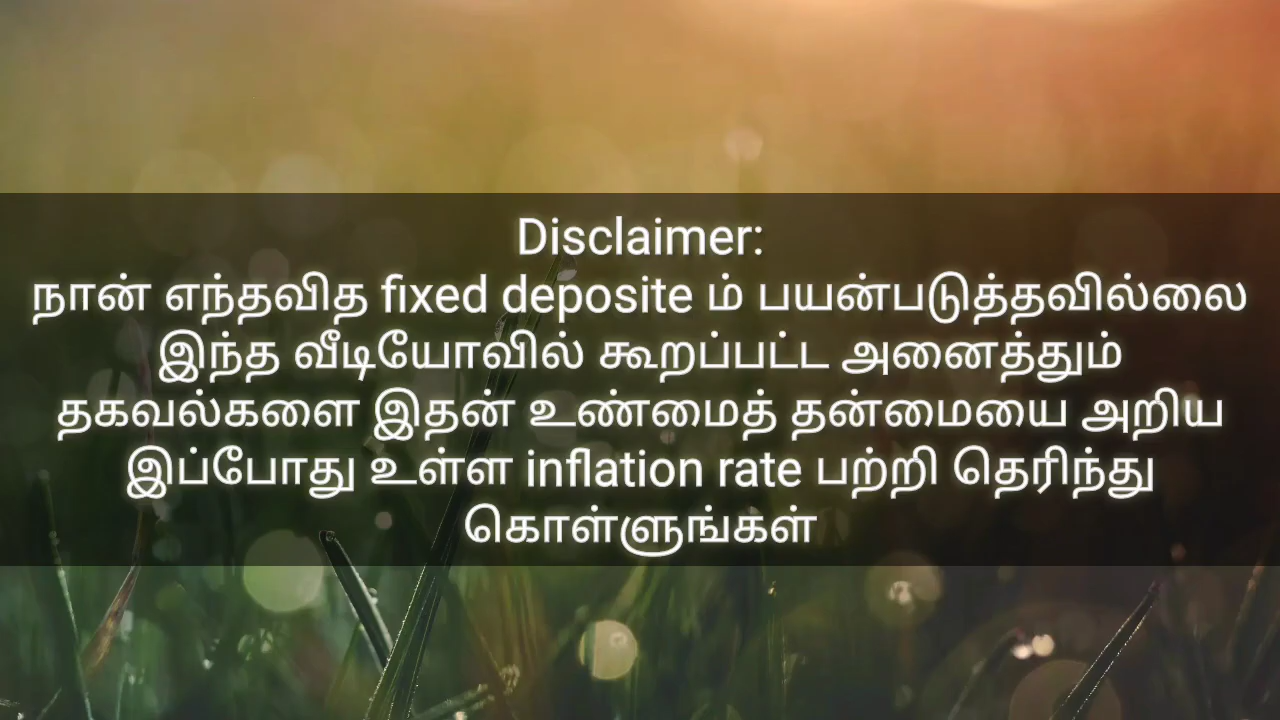 Disclaimer:
நான் எந்தவித fixed deposite ம் பயன்படுத்தவில்லை
இந்த வீடியோவில் கூறப்பட்ட அனைத்தும்
தகவல்களை இதன் உண்மைத் தன்மையை அறிய
இப்போது உள்ள inflation rate பற்றி தெரிந்து
கொள்ளுங்கள்